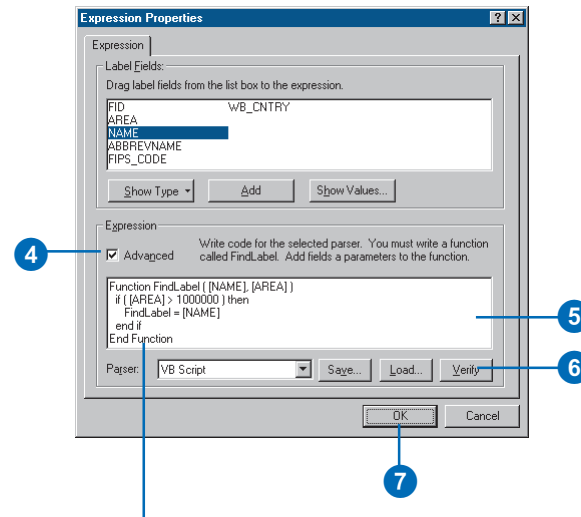 Expression Properties
Expression
Label Fields:
Drag label fields from the list box to the expression.
FID WB_CNTRY
AREA
NAME
ABBREVNAME
FIPS_CODE
Show Type Add Show Values...
Expression
4
Advanced
Write code for the selected parser. You must write a function
called FindLabel. Add fields a parameters to the function.
Function FindLabel ( [NAME], [AREA] )
if ( [AREA] > 1000000 ) then
FindLabel = [NAME]
end if
End Function
5
Parser: VB Script Save... Load... Verify
6
OK Cancel
7